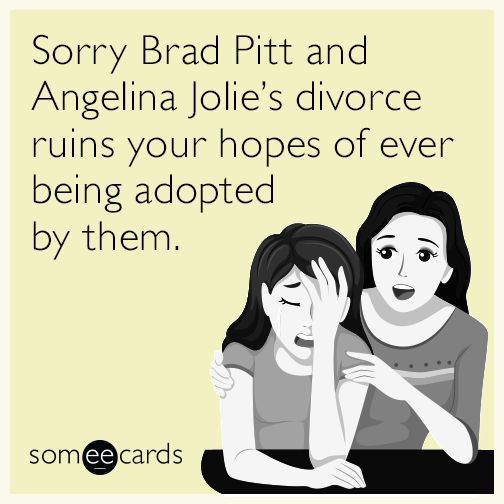 Sorry Brad Pitt and
Angelina Jolie’s divorce
ruins your hopes of ever
being adopted
by them.
someecards